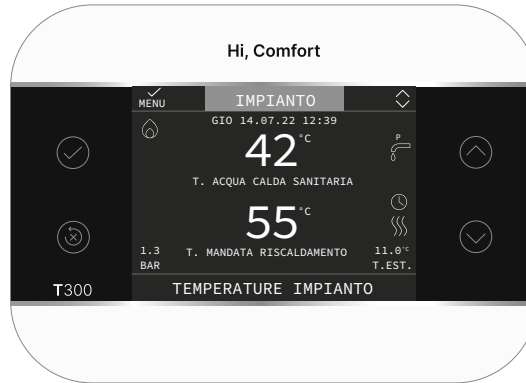 Hi, Comfort
MENU
IMPIANTO
GIO 14.07.22 12:39
42°C
P
T. ACQUA CALDA SANITARIA
55°C
1.3
BAR
T. MANDATA RISCALDAMENTO
11.0°C
T.EST.
T300
TEMPERATURE IMPIANTO